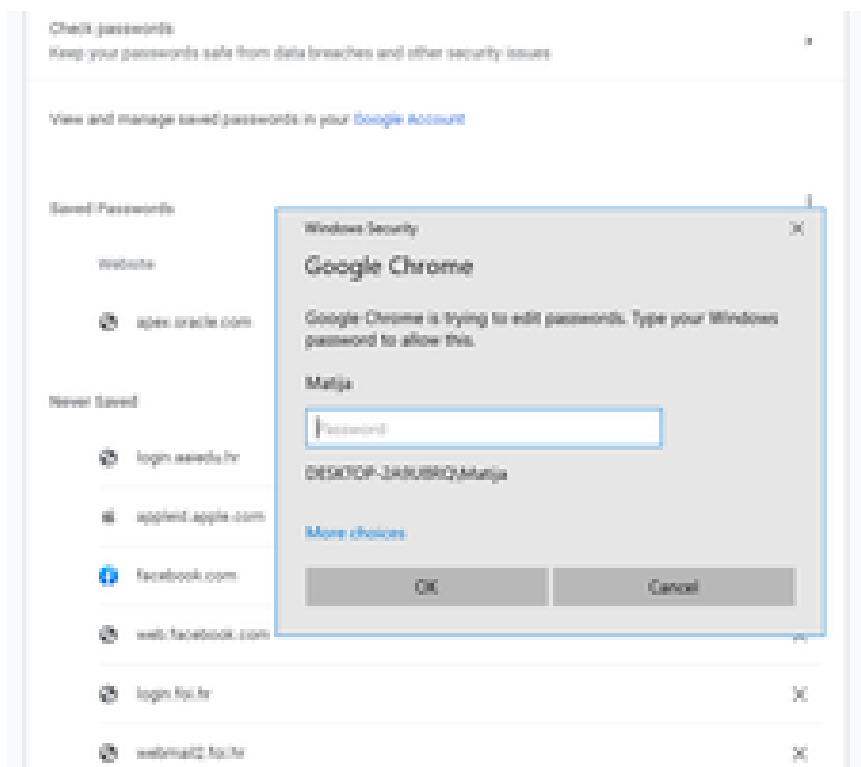 Check passwords
Keep your passwords safe from data breaches and other security issues
View and manage saved passwords in your Google Account
Saved Passwords
Website
apex.oracle.com
Never Saved
login.aaiedu.hr
appleid.apple.com
facebook.com
web.facebook.com
login.foi.hr
webmail2.foi.hr
Windows Security
Google Chrome
Google Chrome is trying to edit passwords. Type your Windows
password to allow this.
Matija
Password
More choices
OK
Cancel